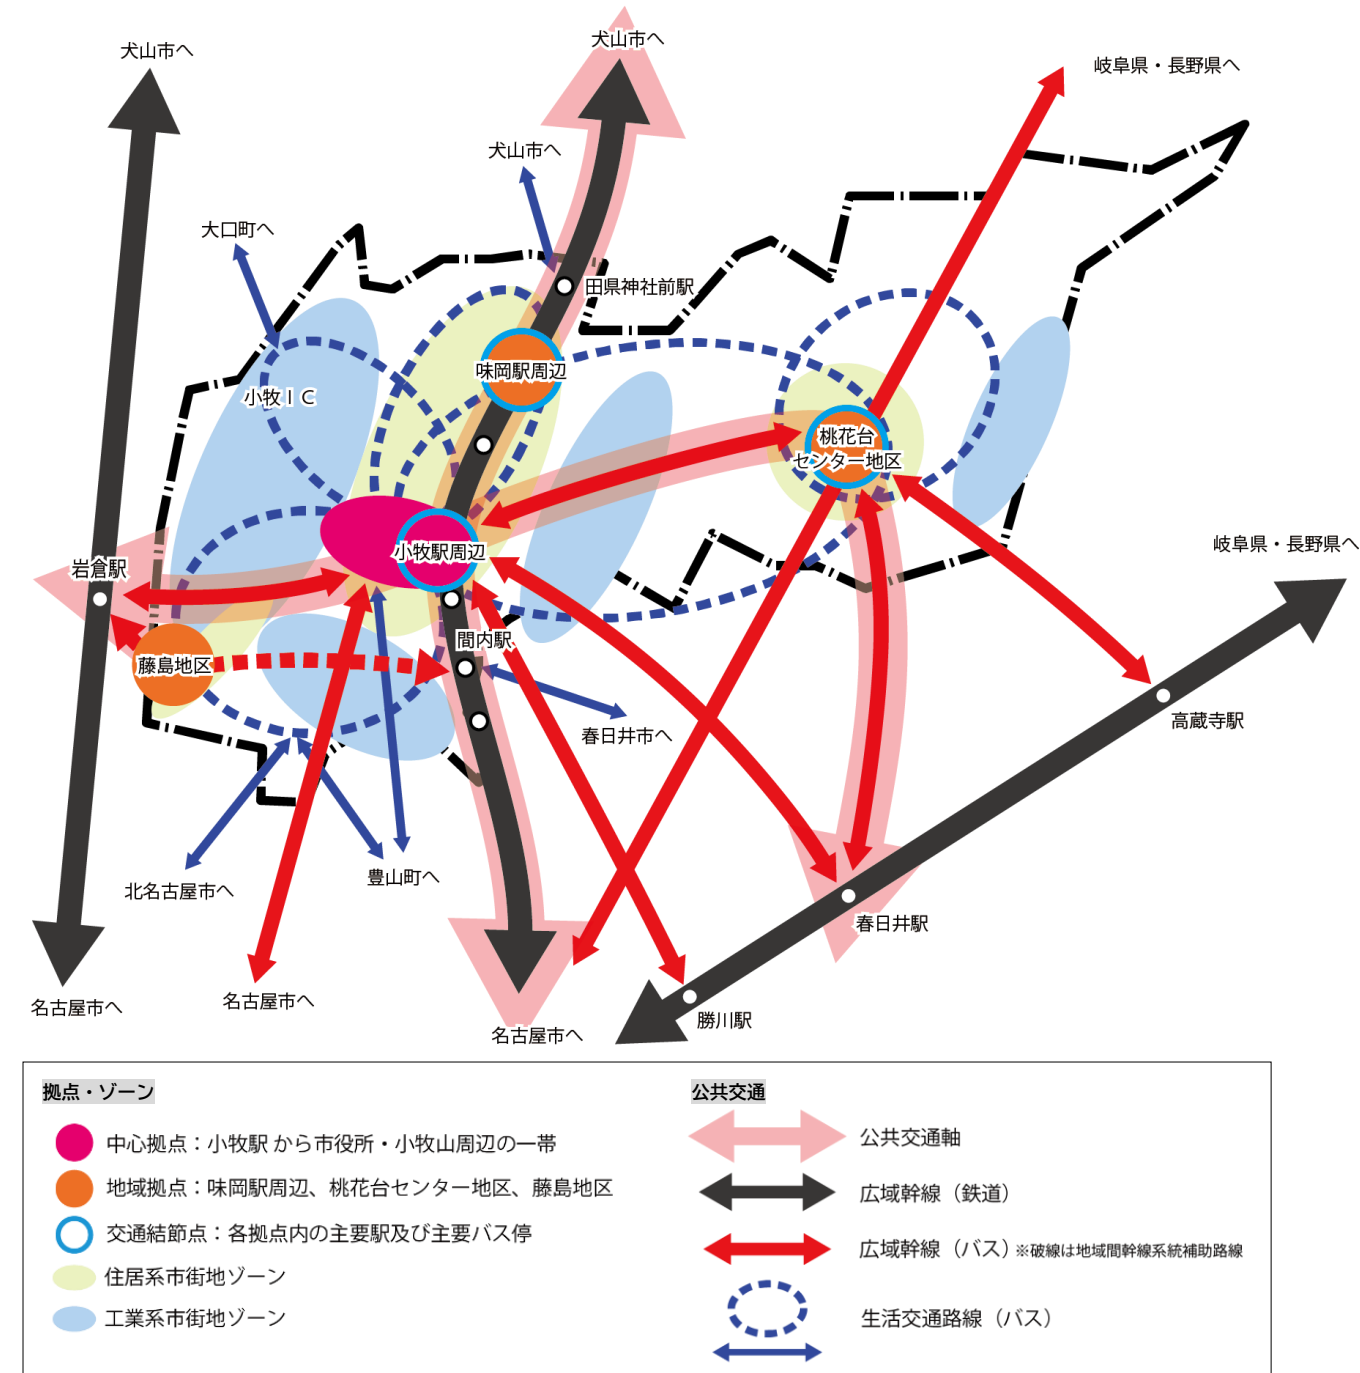 犬山市へ
犬山市へ
岐阜県・長野県へ
犬山市へ
大口町へ
田県神社前駅
味岡駅周辺
小牧ＩＣ
桃花台
センター地区
小牧駅周辺
岐阜県・長野県へ
岩倉駅
間内駅
藤島地区
高蔵寺駅
春日井市へ
豊山町へ
北名古屋市へ
春日井駅
名古屋市へ
名古屋市へ
勝川駅
名古屋市へ
拠点・ゾーン
中心拠点：小牧駅から市役所・小牧山周辺の一帯
地域拠点：味岡駅周辺、桃花台センター地区、藤島地区
交通結節点：各拠点内の主要駅及び主要バス停
住居系市街地ゾーン
工業系市街地ゾーン
公共交通
公共交通軸
広域幹線（鉄道）
広域幹線（バス）※破線は地域間幹線系統補助路線
生活交通路線（バス）